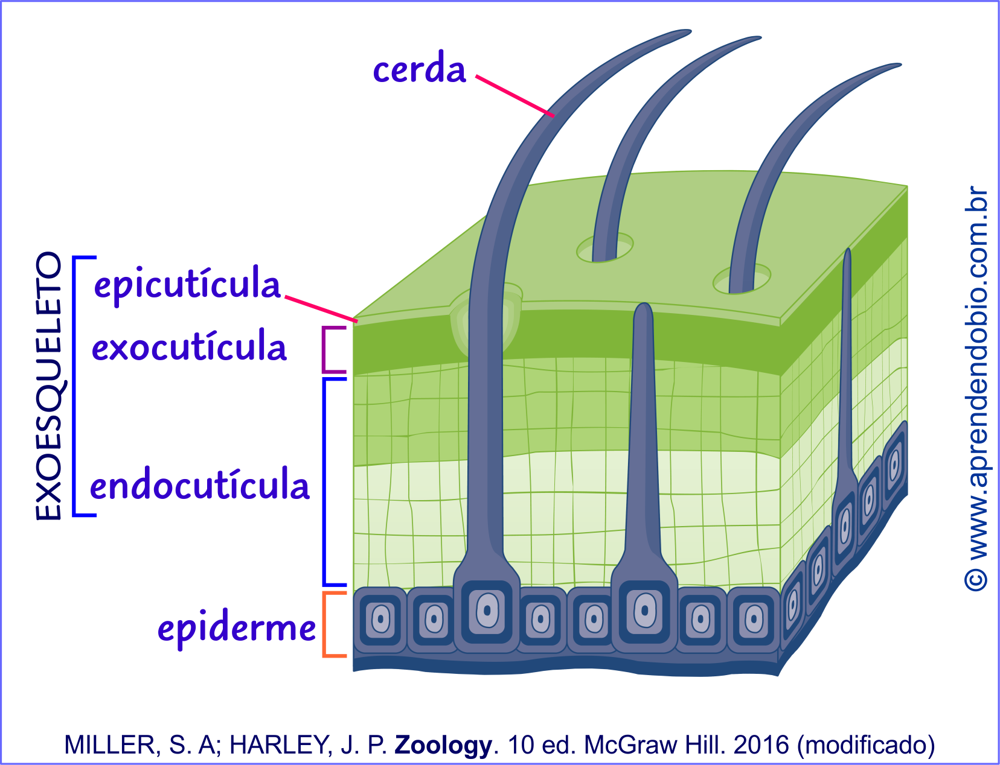 cerda
EXOESQUELETO
epicutícula
exocutícula
endocutícula
epiderme
© www.aprendendobio.com.br
MILLER, S. A; HARLEY, J. P. Zoology. 10 ed. McGraw Hill. 2016 (modificado)